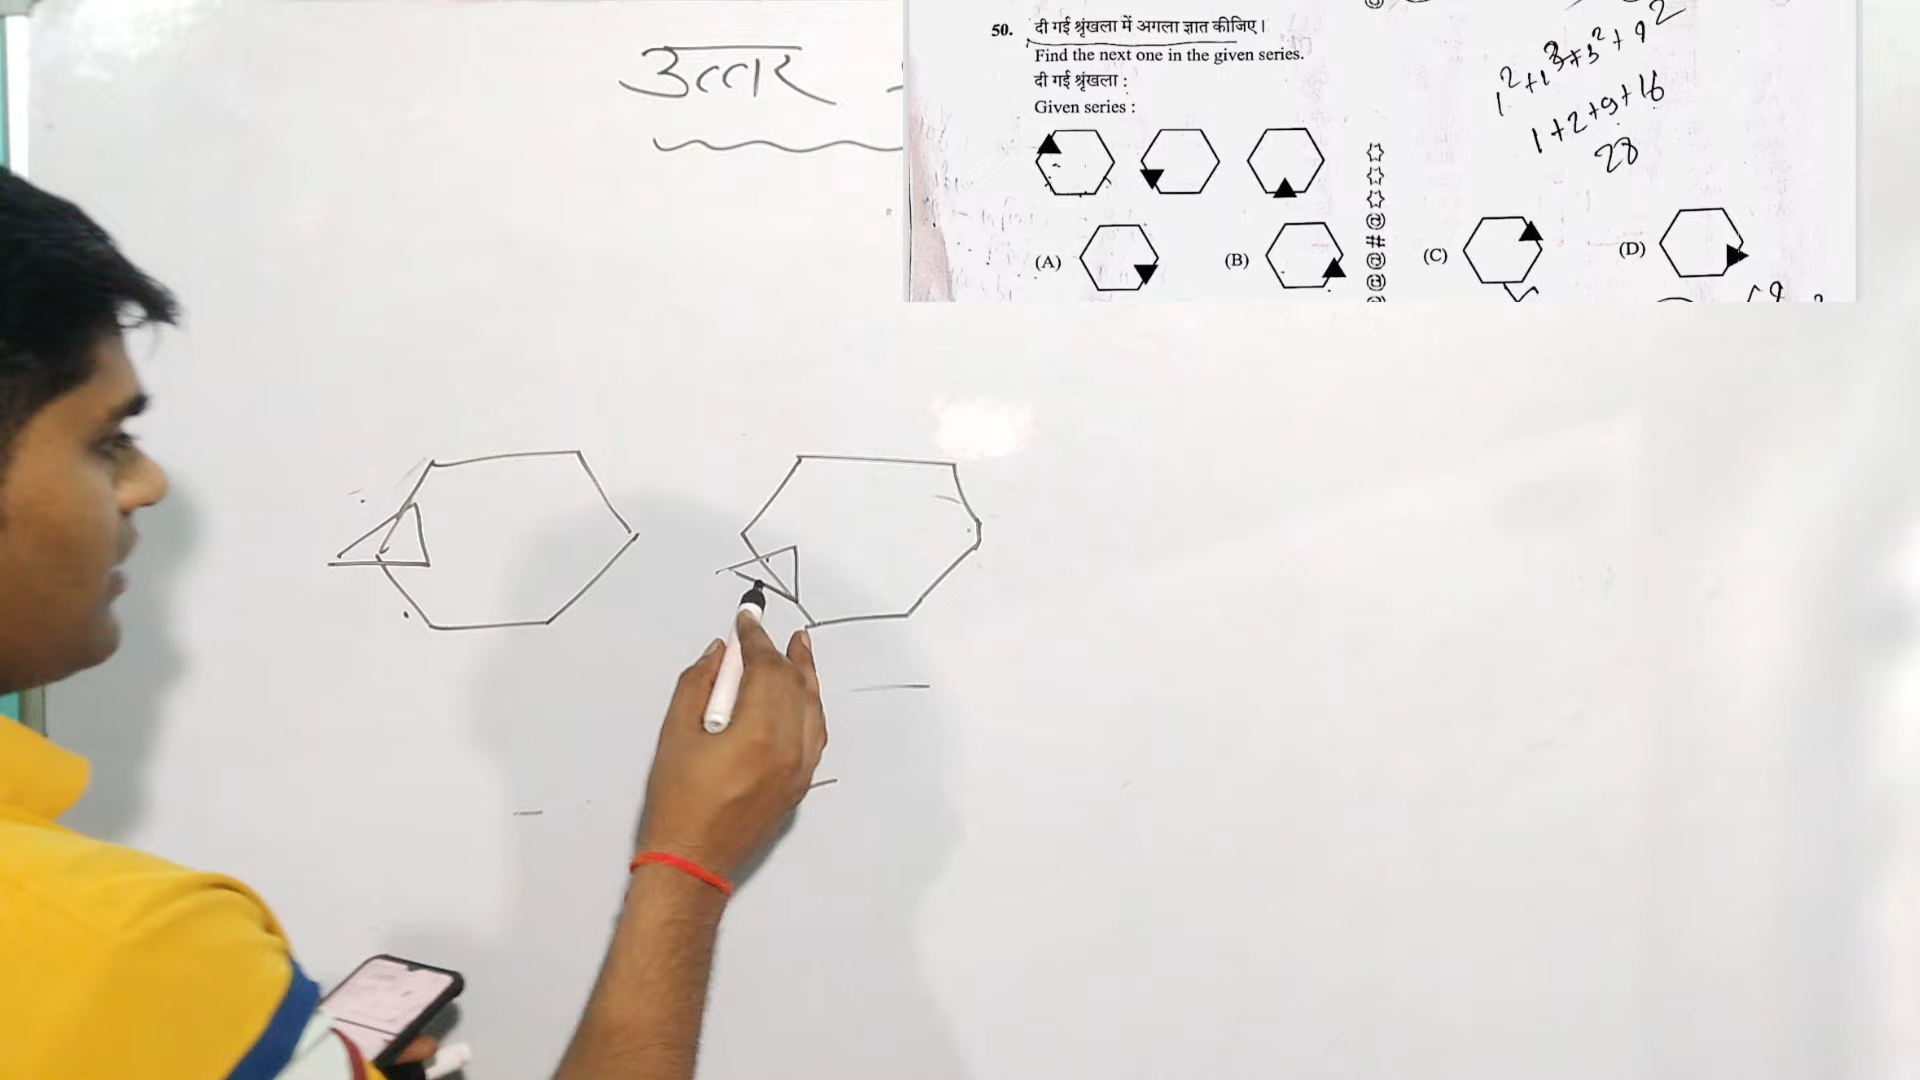 उत्तर
50. दी गई श्रृंखला में अगला ज्ञात कीजिए।
Find the next one in the given series.
दी गई श्रृंखला :
Given series :
(A) (B) (C) (D)
☆☆☆@#@@
1+2+9+16
28